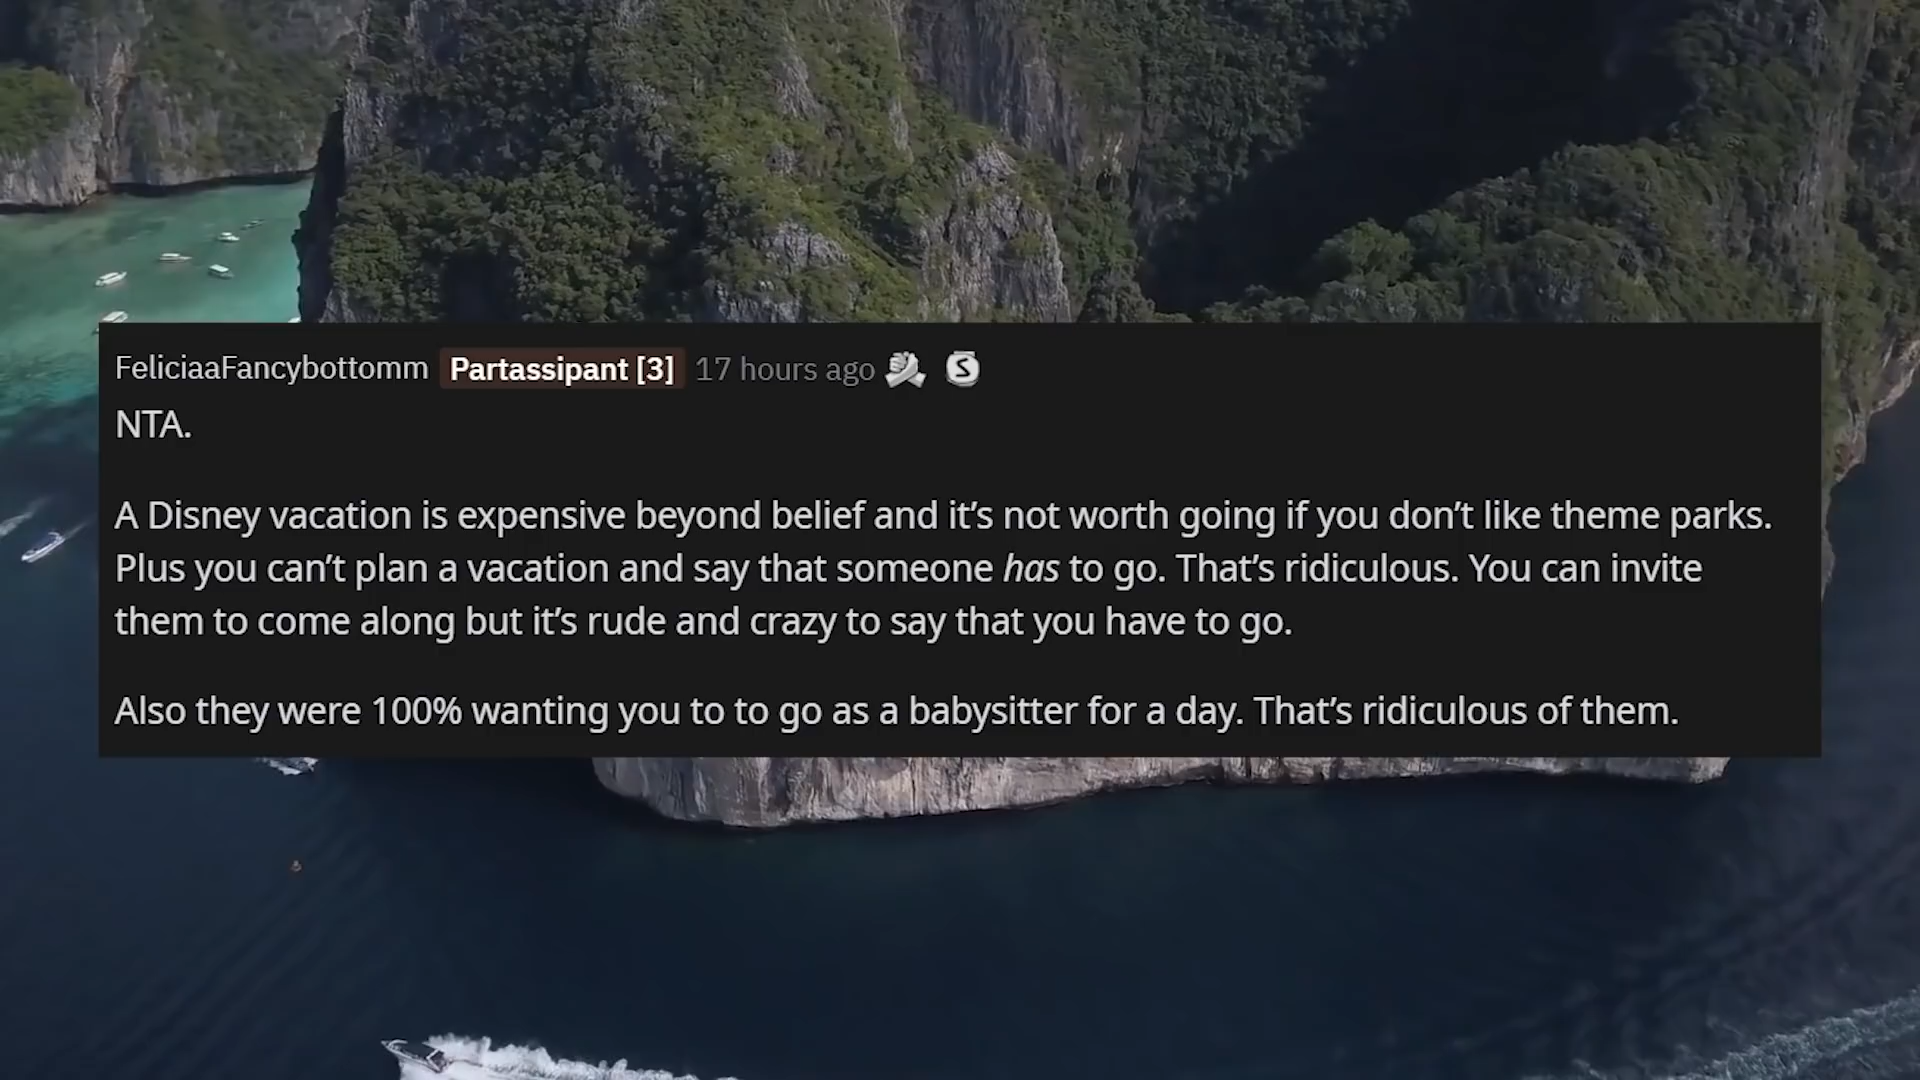 FeliciaaFancybottomm Partassipant [3] 17 hours ago
NTA.
A Disney vacation is expensive beyond belief and it’s not worth going if you don’t like theme parks.
Plus you can’t plan a vacation and say that someone has to go. That’s ridiculous. You can invite
them to come along but it’s rude and crazy to say that you have to go.
Also they were 100% wanting you to to go as a babysitter for a day. That’s ridiculous of them.